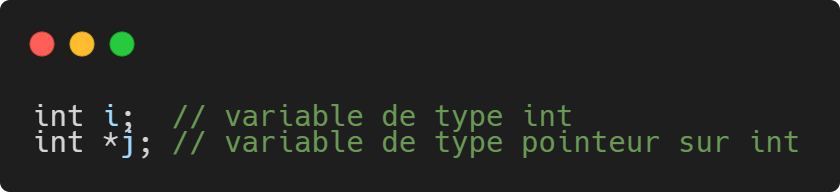 int i;  // variable de type int
int *j; // variable de type pointeur sur int